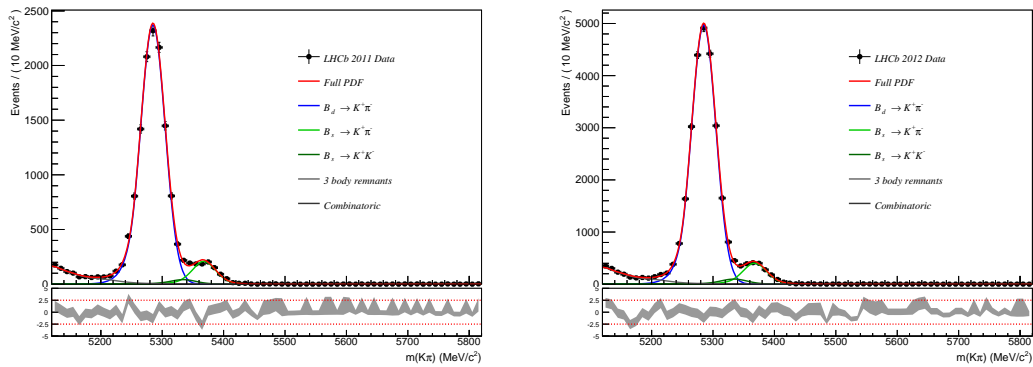 Events / ( 10 MeV/c² )
2500
2000
1500
1000
500
0
LHCb 2011 Data
Full PDF
B_d → K⁺π⁻
B_s → K⁺π⁻
B_s → K⁺K⁻
3 body remnants
Combinatoric
5
2.5
0
-2.5
-5
5200 5300 5400 5500 5600 5700 5800
m(Kπ) (MeV/c²)
Events / ( 10 MeV/c² )
5000
4000
3000
2000
1000
0
LHCb 2012 Data
Full PDF
B_d → K⁺π⁻
B_s → K⁺π⁻
B_s → K⁺K⁻
3 body remnants
Combinatoric
5
2.5
0
-2.5
-5
5200 5300 5400 5500 5600 5700 5800
m(Kπ) (MeV/c²)